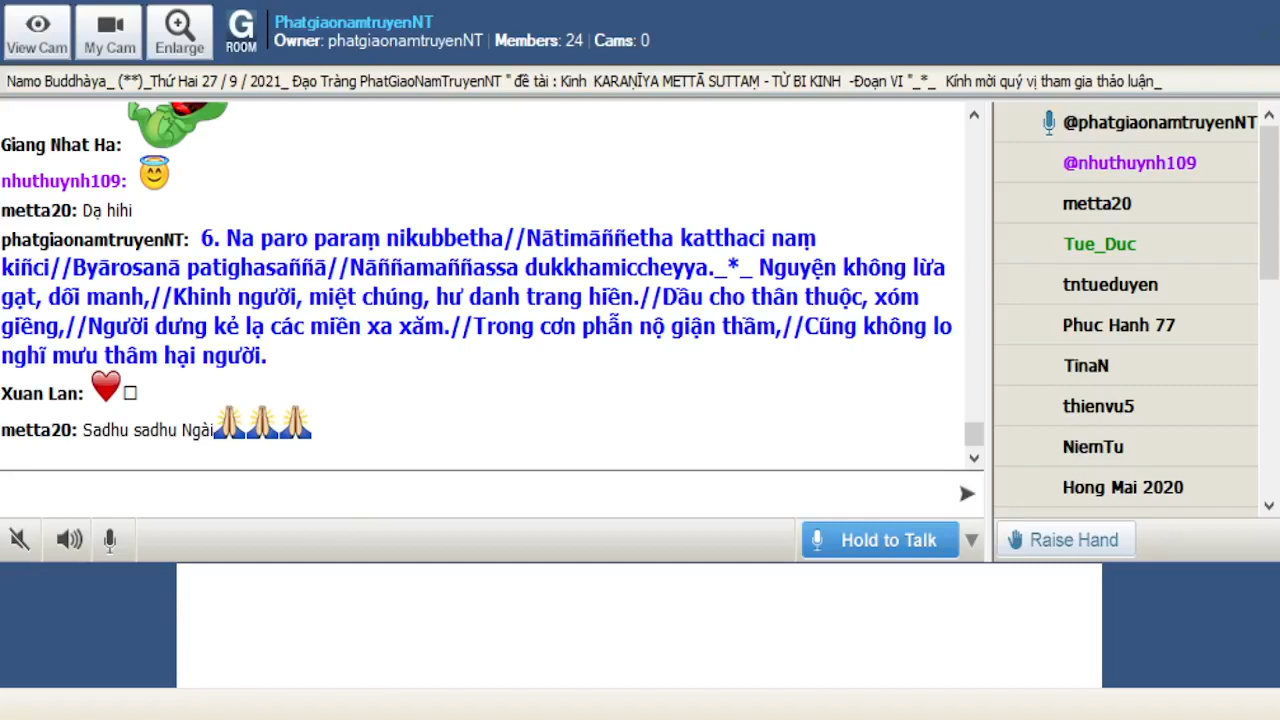 View Cam
My Cam
Enlarge
G
ROOM
PhatgiaonamtruyenNT
Owner: phatgiaonamtruyenNT | Members: 24 | Cams: 0
Namo Buddhàya_ (**)_Thứ Hai 27 / 9 / 2021_ Đạo Tràng PhatGiaoNamTruyenNT " đề tài : Kinh KARAṆĪYA METTĀ SUTTAṂ - TỪ BI KINH -Đoạn VI "_*_ Kính mời quý vị tham gia thảo luận_
Giang Nhat Ha:
nhuthuynh109:
metta20: Dạ hihi
phatgiaonamtruyenNT: 6. Na paro paraṃ nikubbetha//Nātimāññetha katthaci naṃ
kiñci//Byārosanā patighasaññā//Nāññamaññassa dukkhamiccheyya._*_ Nguyện không lừa
gạt, dối manh,//Khinh người, miệt chúng, hư danh trang hiền.//Dầu cho thân thuộc, xóm
giềng,//Người dưng kẻ lạ các miền xa xăm.//Trong cơn phẫn nộ giận thầm,//Cũng không lo
nghĩ mưu thâm hại người.
Xuan Lan:
metta20: Sadhu sadhu Ngài
Hold to Talk
@phatgiaonamtruyenNT
@nhuthuynh109
metta20
Tue_Duc
tntueduyen
Phuc Hanh 77
TinaN
thienvu5
NiemTu
Hong Mai 2020
Raise Hand